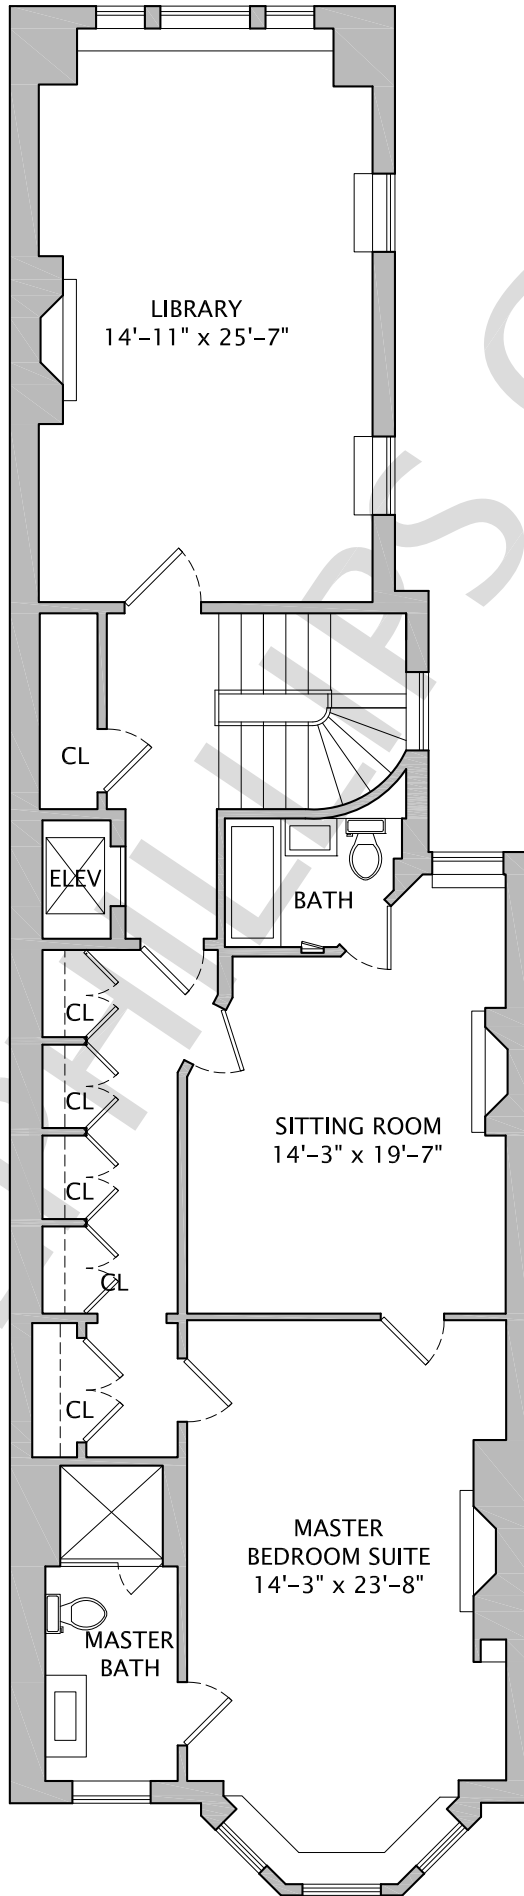 LIBRARY
14'-11" x 25'-7"
CL
ELEV
BATH
CL
CL
SITTING ROOM
14'-3" x 19'-7"
CL
CL
CL
MASTER
BEDROOM SUITE
14'-3" x 23'-8"
MASTER
BATH
PHILLIPS